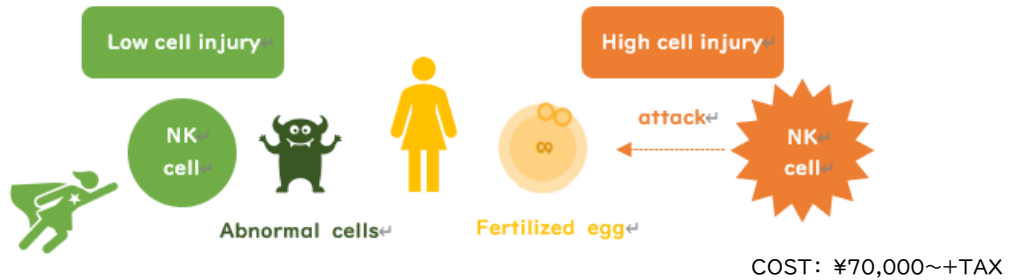 Low cell injury↵
High cell injury↵
NK↵
cell↵
attack↵
NK↵
cell↵
Abnormal cells↵
Fertilized egg↵
COST: ¥70,000~+TAX